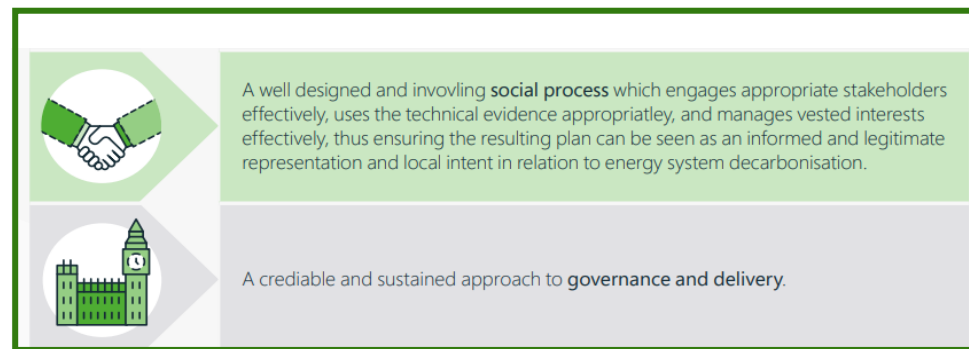 A well designed and invovling social process which engages appropriate stakeholders
effectively, uses the technical evidence appropriatley, and manages vested interests
effectively, thus ensuring the resulting plan can be seen as an informed and legitimate
representation and local intent in relation to energy system decarbonisation.
A crediable and sustained approach to governance and delivery.